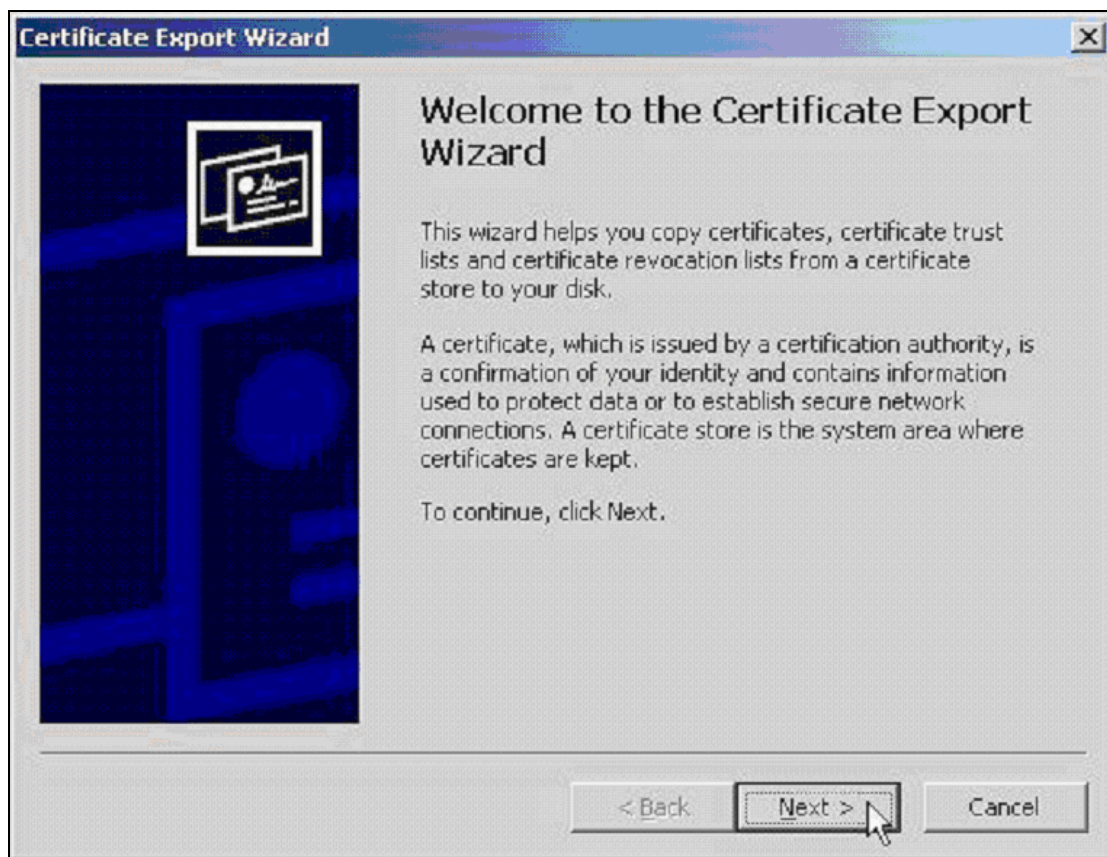 Certificate Export Wizard
Welcome to the Certificate Export
Wizard
This wizard helps you copy certificates, certificate trust
lists and certificate revocation lists from a certificate
store to your disk.
A certificate, which is issued by a certification authority, is
a confirmation of your identity and contains information
used to protect data or to establish secure network
connections. A certificate store is the system area where
certificates are kept.
To continue, click Next.
< Back
Next >
Cancel